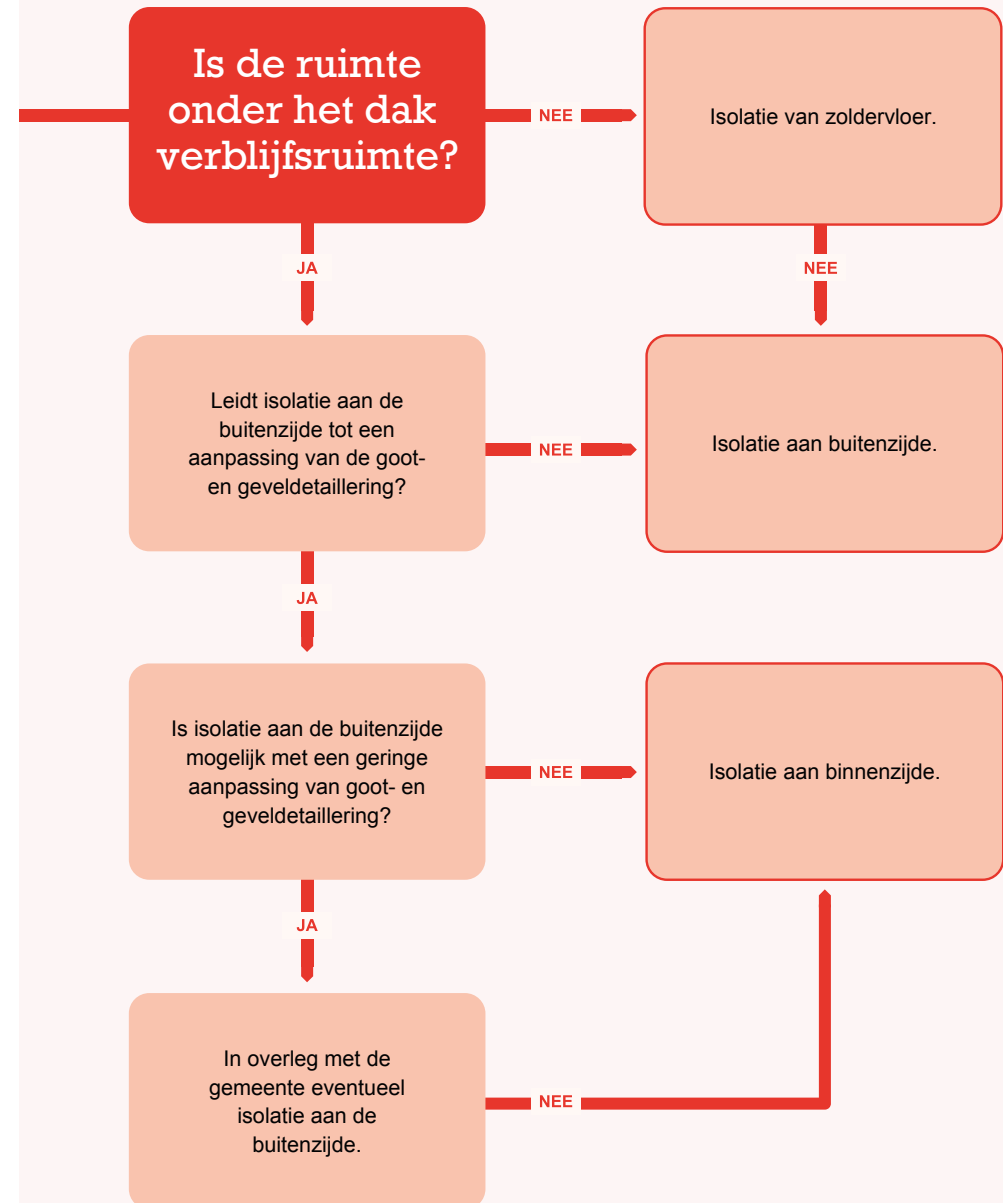 Is de ruimte
onder het dak
verblijfsruimte?
NEE
Isolatie van zoldervloer.
JA
NEE
Leidt isolatie aan de
buitenzijde tot een
aanpassing van de goot-
en geveldetaillering?
NEE
Isolatie aan buitenzijde.
JA
Is isolatie aan de buitenzijde
mogelijk met een geringe
aanpassing van goot- en
geveldetaillering?
NEE
Isolatie aan binnenzijde.
JA
In overleg met de
gemeente eventueel
isolatie aan de
buitenzijde.
NEE